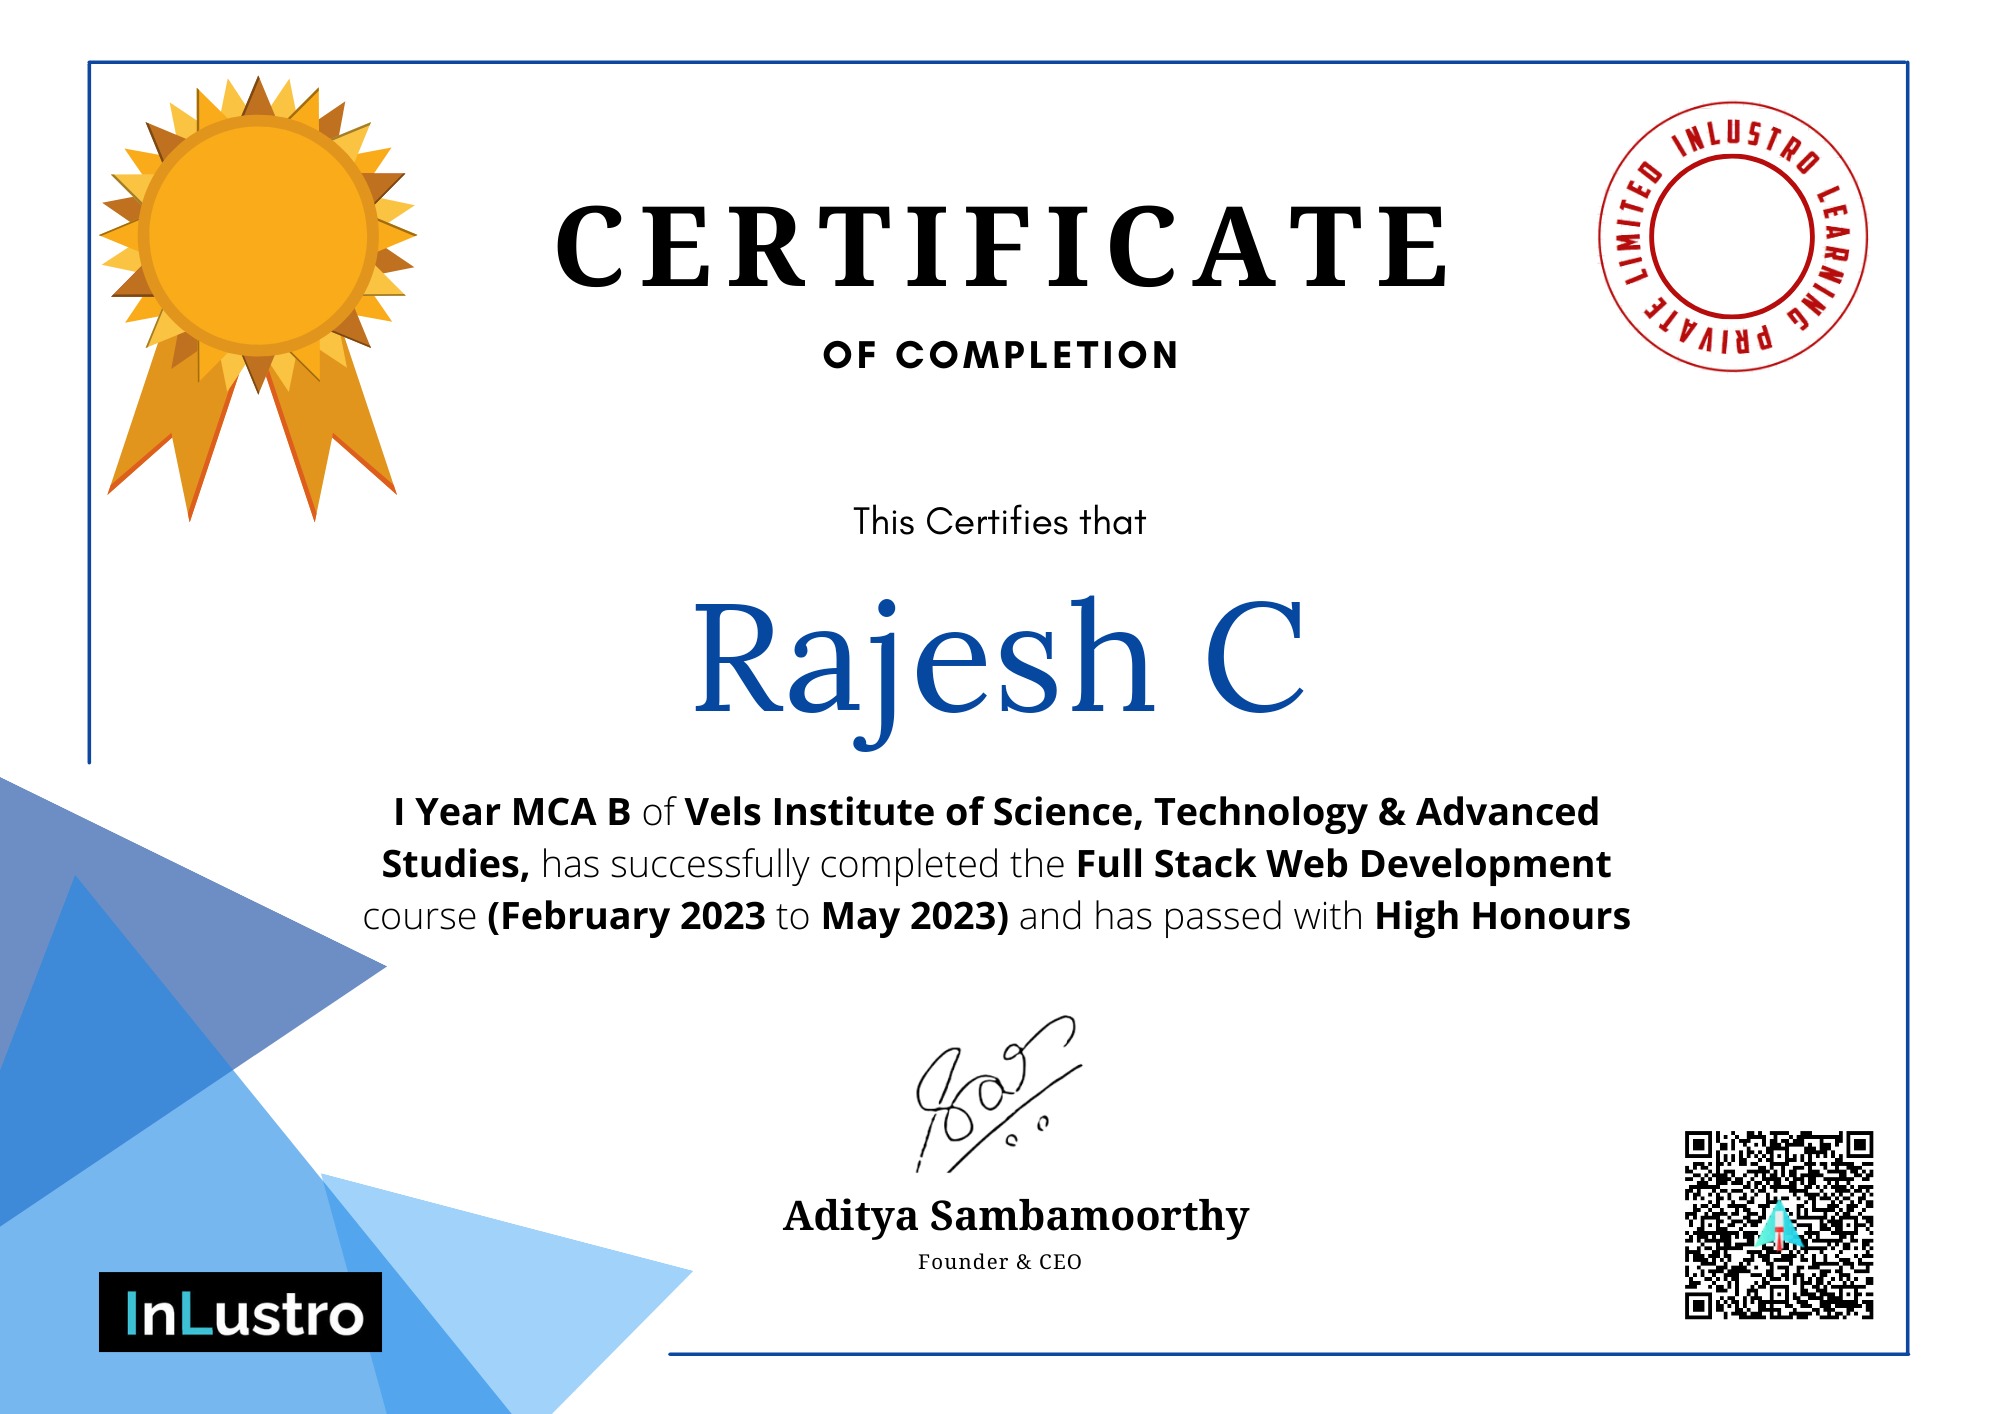 INLUSTRO LEARNING PRIVATE LIMITED
CERTIFICATE
OF COMPLETION
This Certifies that
Rajesh C
I Year MCA B of Vels Institute of Science, Technology & Advanced
Studies, has successfully completed the Full Stack Web Development
course (February 2023 to May 2023) and has passed with High Honours
Aditya Sambamoorthy
Founder & CEO
InLustro